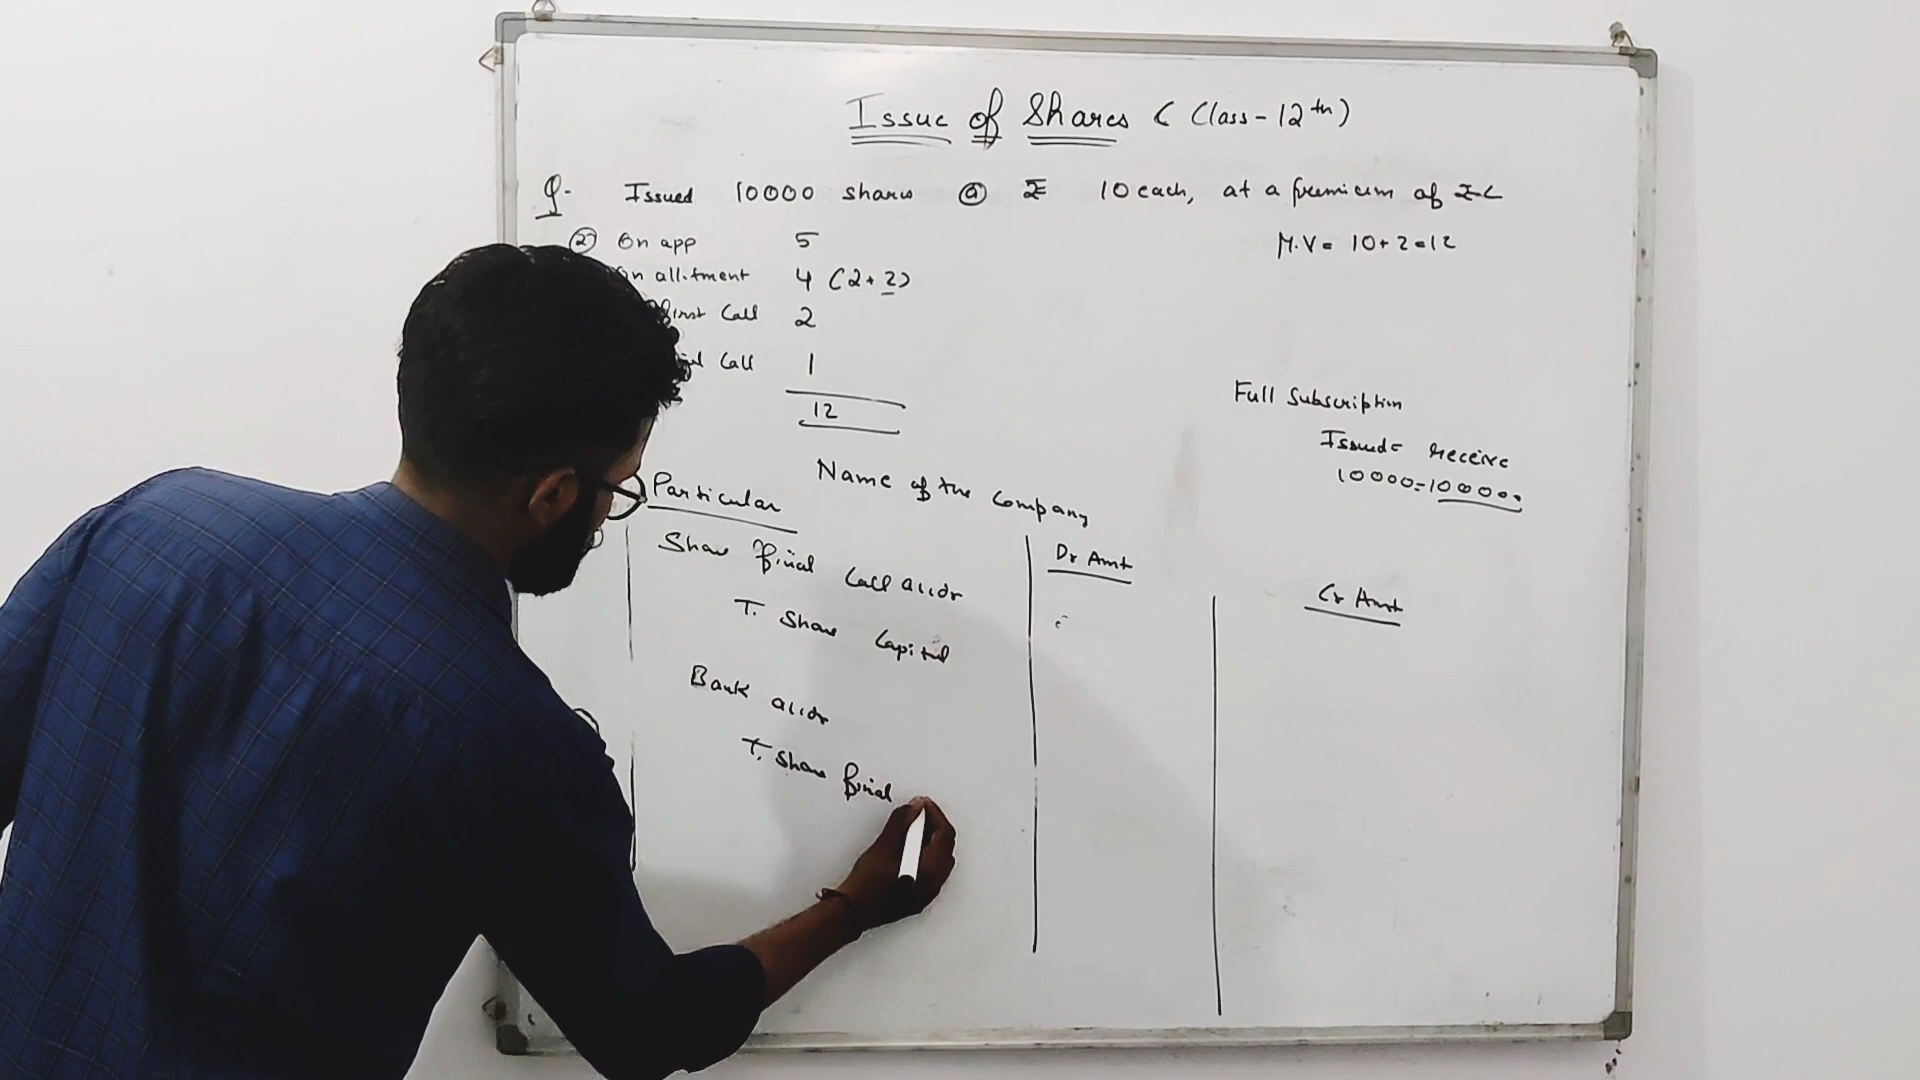 Issue of Shares ( Class-12th)
Q- Issued 10000 shares @ ₹ 10 each, at a premium of ₹2
② On app 5
M.V= 10+2=12
on allotment 4 (2+2)
first Call 2
Call 1
12
Full Subscription
Issued= receive
10000=100000
Name of the Company
Particular
Dr Amt
Cr Amt
Share final Call a/c dr
T. Share Capital
Bank a/c dr
T. Share final